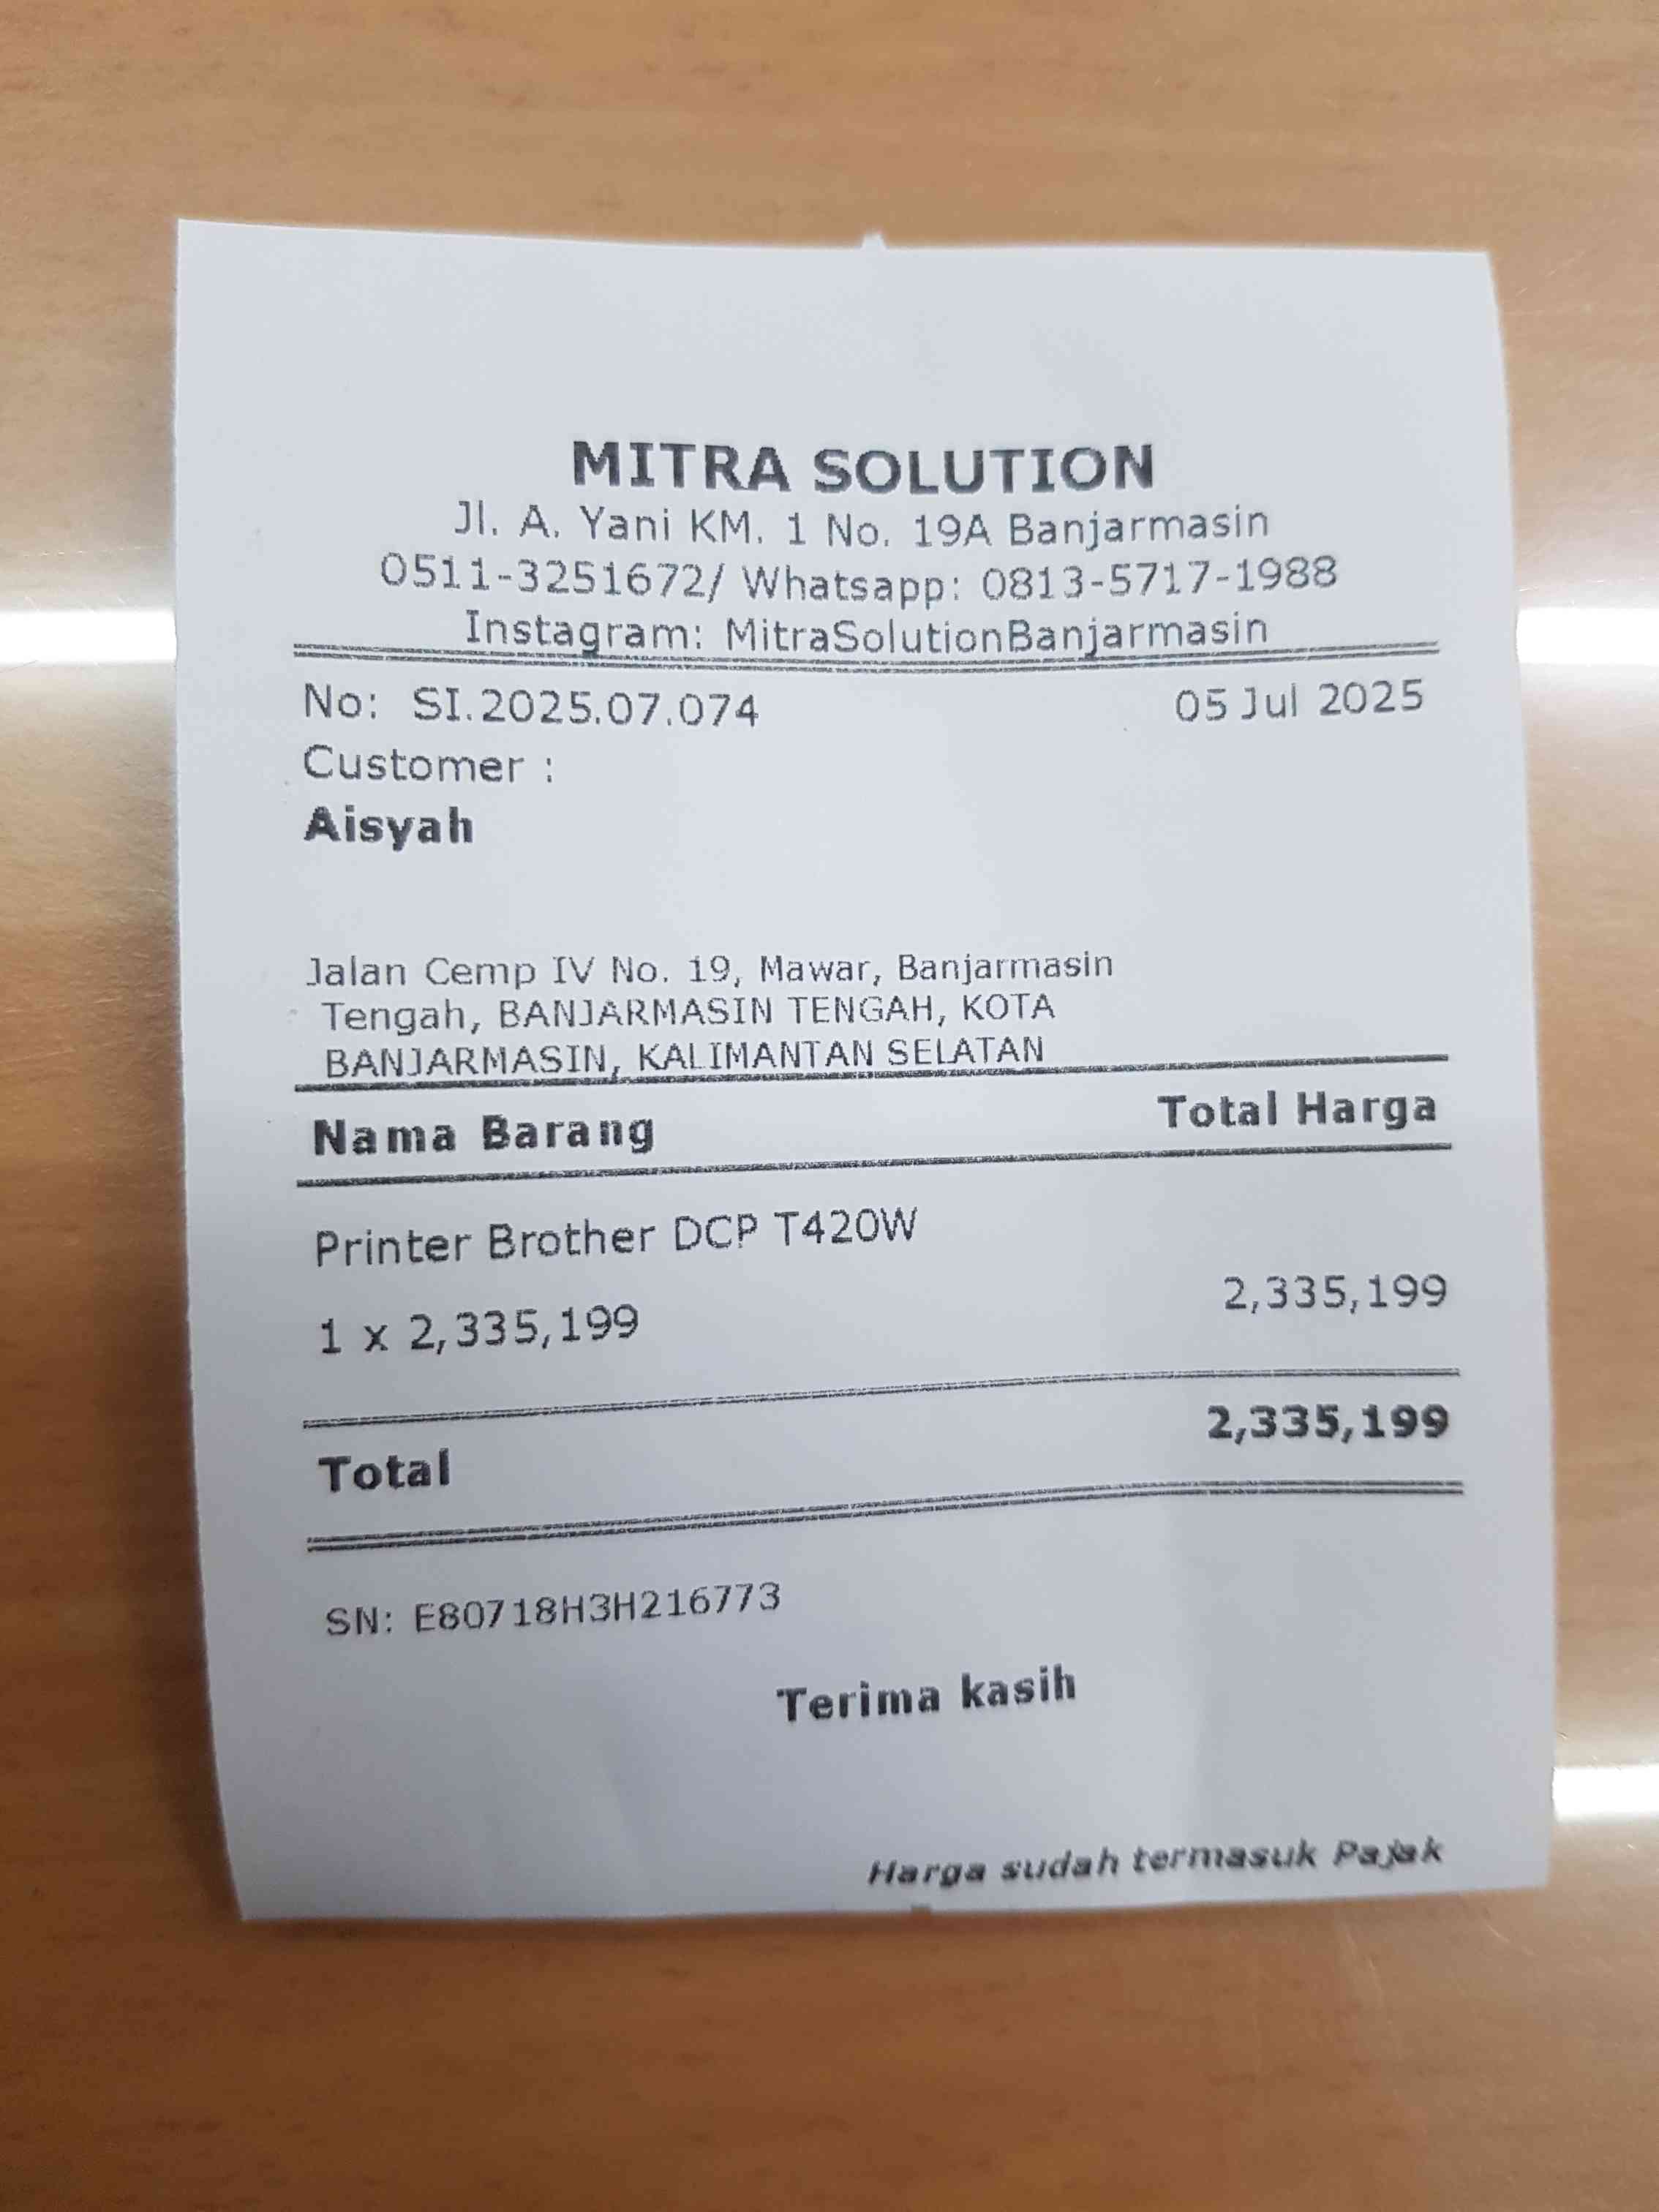 MITRA SOLUTION
Jl. A. Yani KM. 1 No. 19A Banjarmasin
0511-3251672/ Whatsapp: 0813-5717-1988
Instagram: MitraSolutionBanjarmasin
No: SI.2025.07.074 05 Jul 2025
Customer :
Aisyah
Jalan Cemp IV No. 19, Mawar, Banjarmasin
Tengah, BANJARMASIN TENGAH, KOTA
BANJARMASIN, KALIMANTAN SELATAN
Nama Barang Total Harga
Printer Brother DCP T420W
1 x 2,335,199 2,335,199
Total 2,335,199
SN: E80718H3H216773
Terima kasih
Harga sudah termasuk Pajak